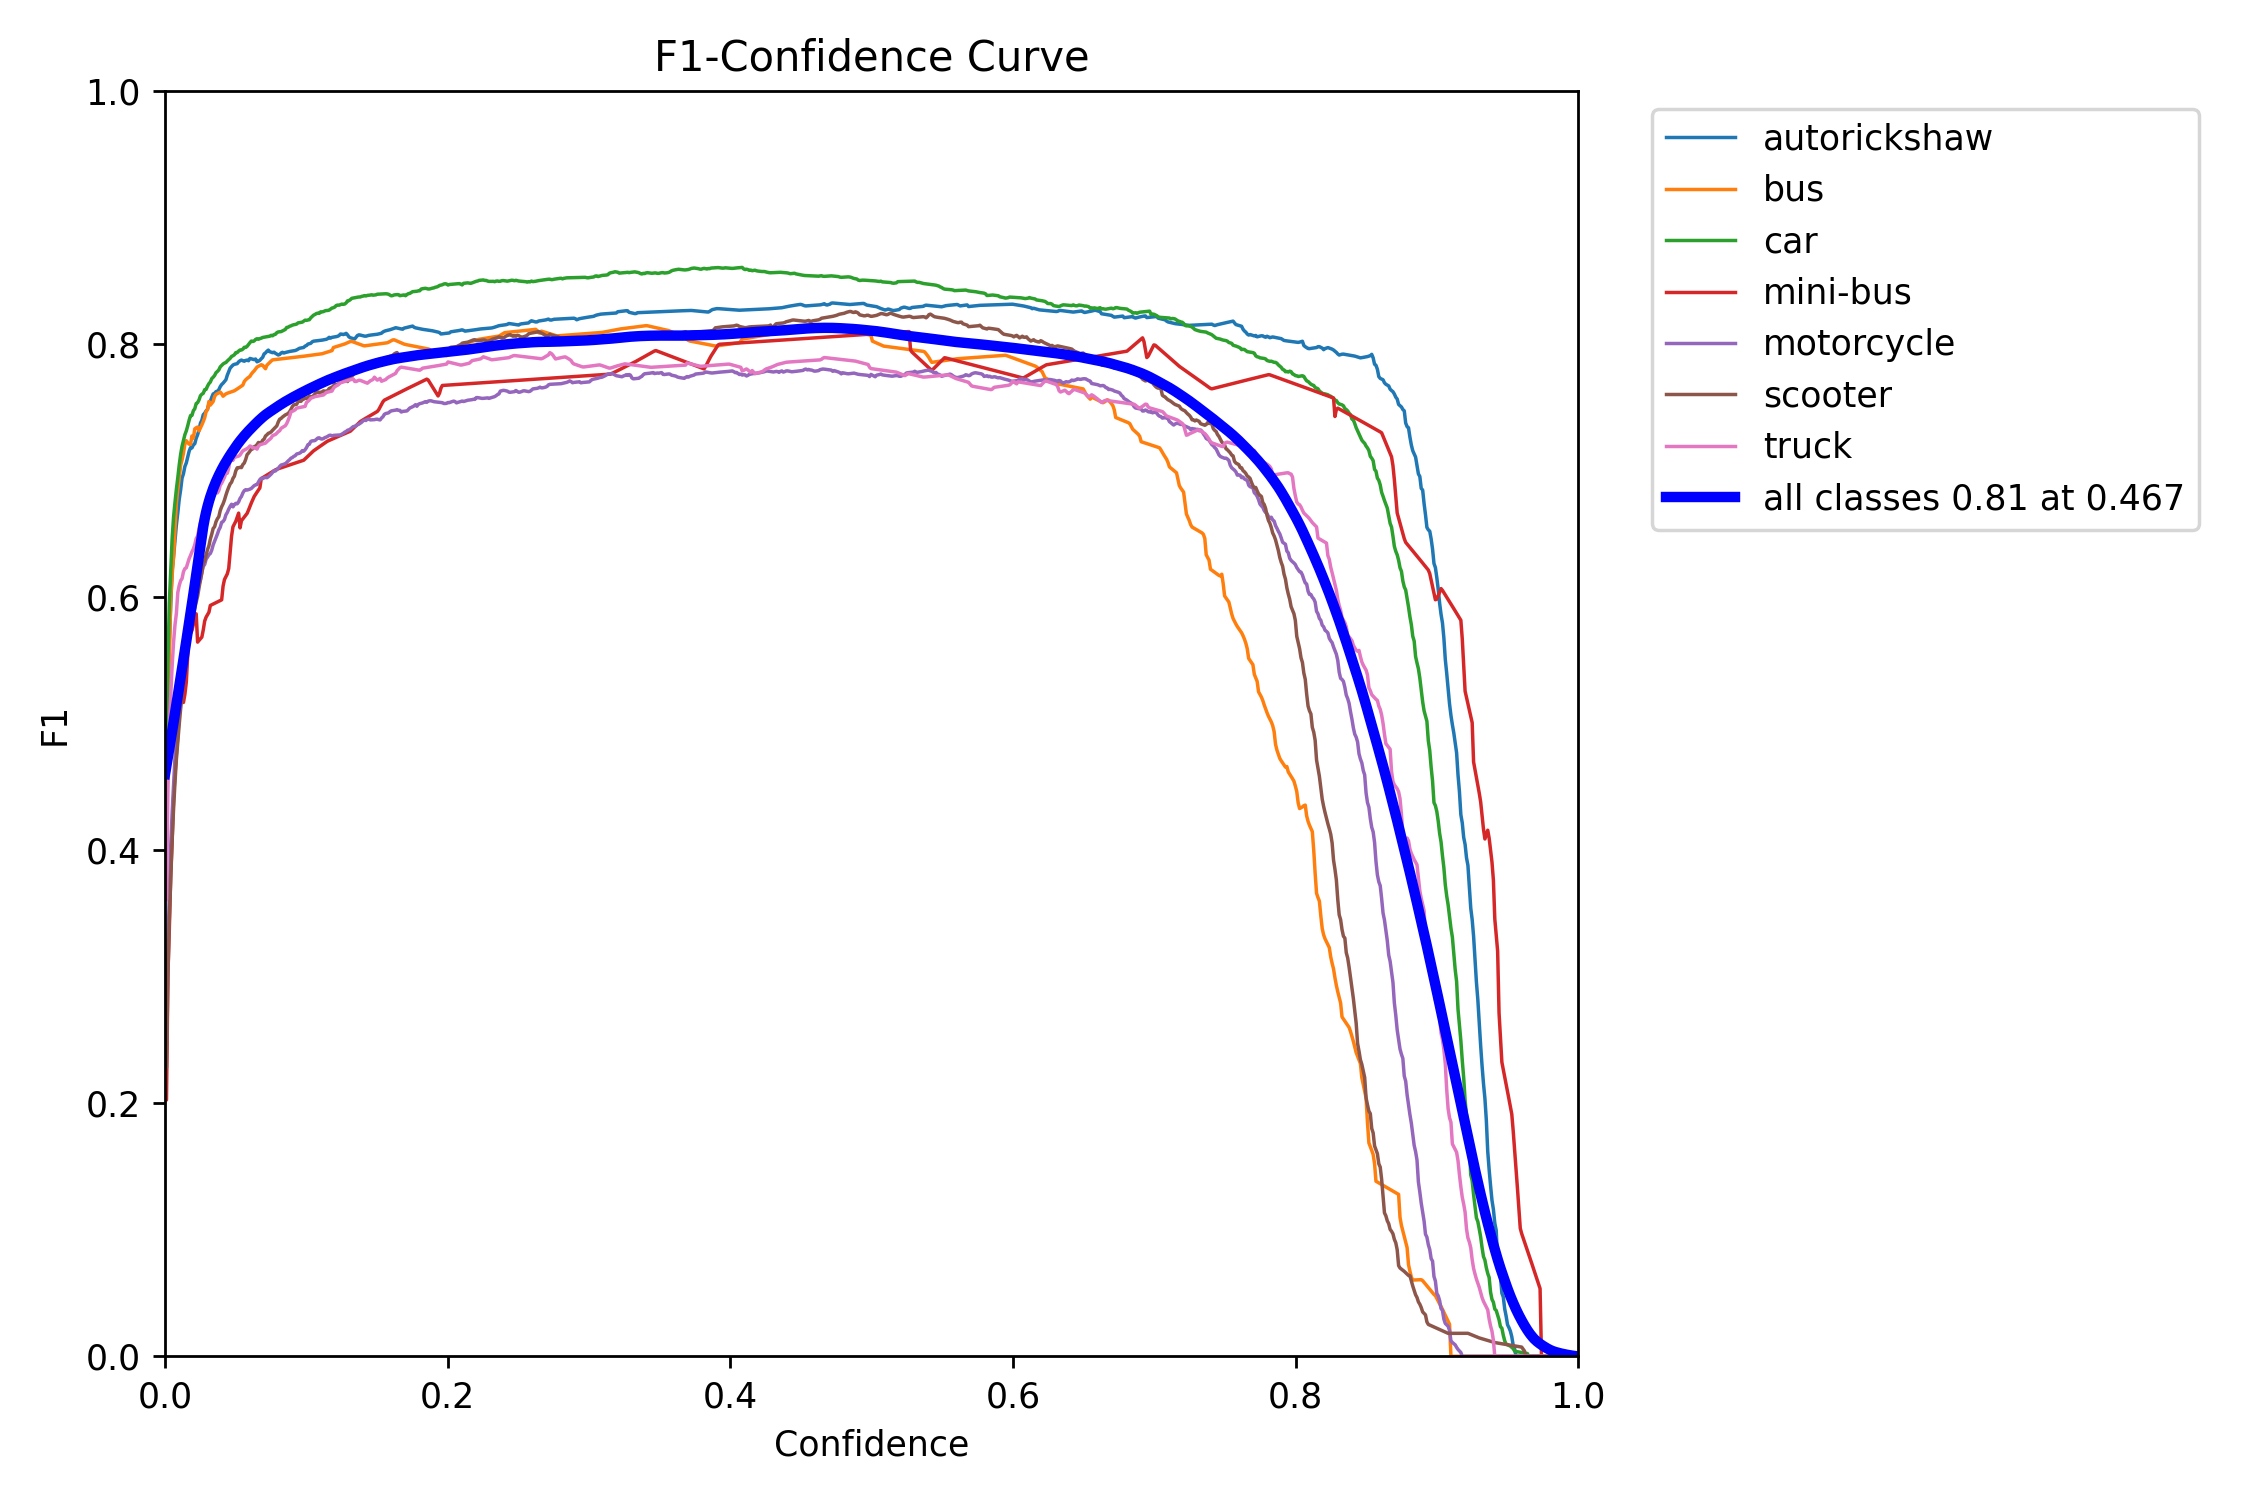 F1-Confidence Curve
1.0
0.8
0.6
0.4
0.2
0.0
F1
0.0 0.2 0.4 0.6 0.8 1.0
Confidence
autorickshaw
bus
car
mini-bus
motorcycle
scooter
truck
all classes 0.81 at 0.467